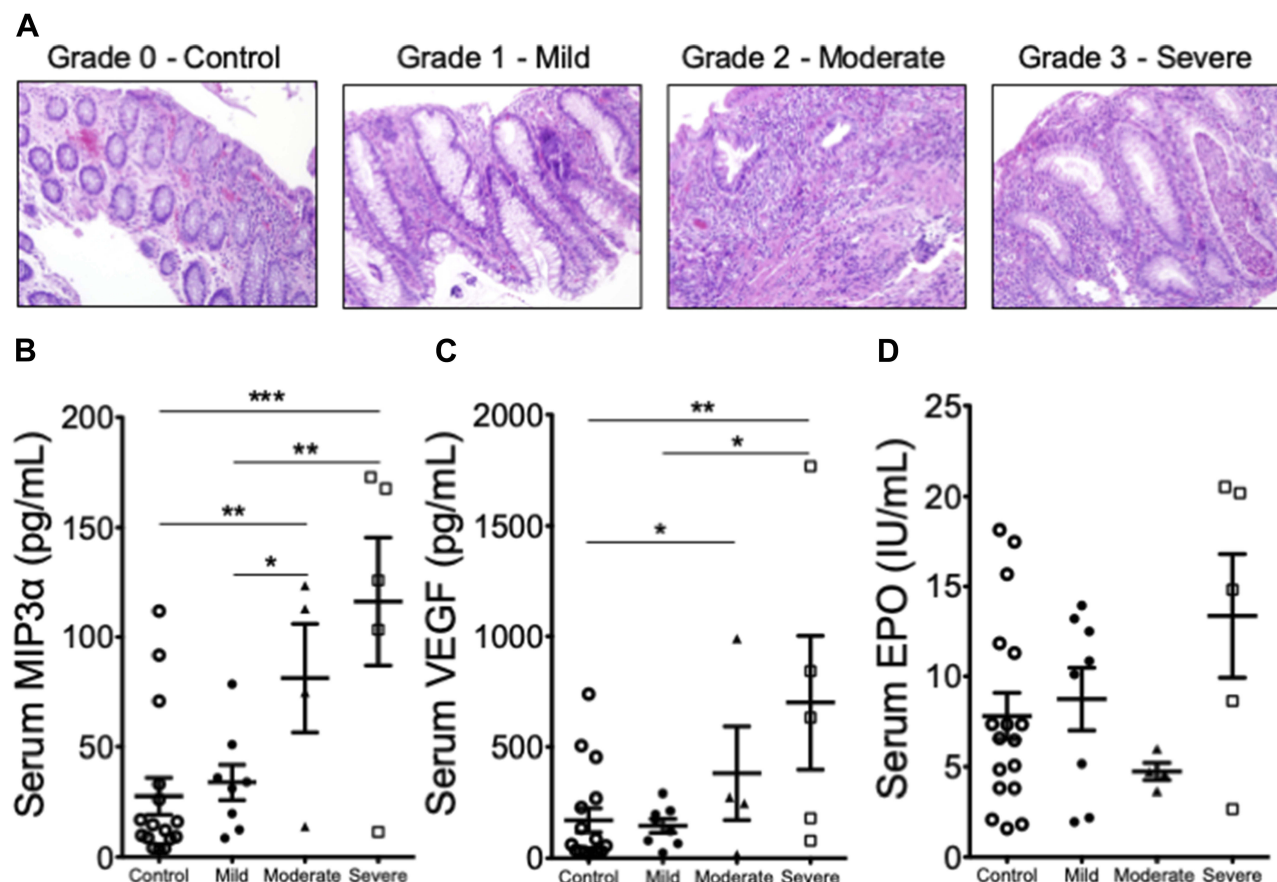 A
Grade 0 - Control
Grade 1 - Mild
Grade 2 - Moderate
Grade 3 - Severe
B
C
D
Serum MIP3α (pg/mL)
200
150
100
50
0
***
**
**
*
Control
Mild
Moderate
Severe
Serum VEGF (pg/mL)
2000
1500
1000
500
0
**
*
*
Control
Mild
Moderate
Severe
Serum EPO (IU/mL)
25
20
15
10
5
0
Control
Mild
Moderate
Severe